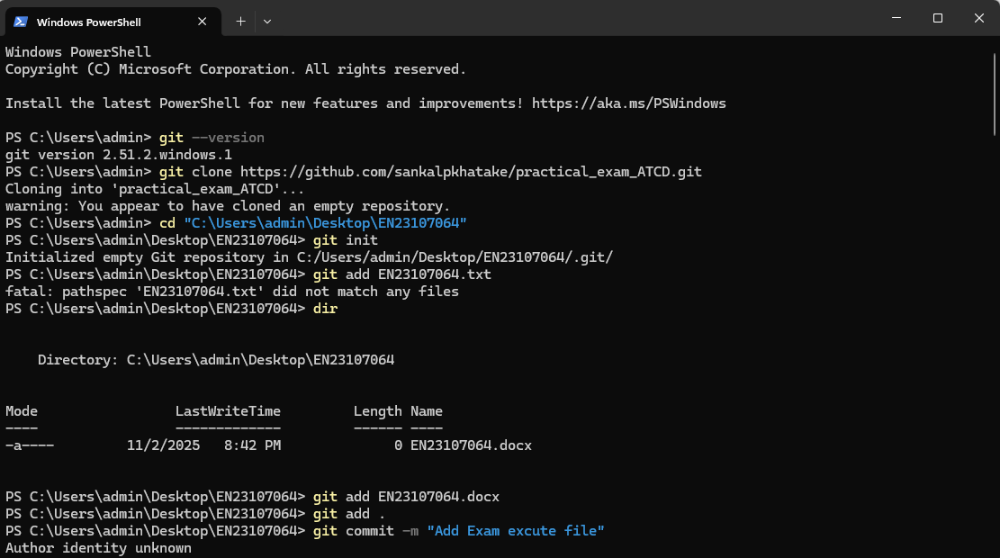 Windows PowerShell
Windows PowerShell
Copyright (C) Microsoft Corporation. All rights reserved.
Install the latest PowerShell for new features and improvements! https://aka.ms/PSWindows
PS C:\Users\admin> git --version
git version 2.51.2.windows.1
PS C:\Users\admin> git clone https://github.com/sankalpkhatake/practical_exam_ATCD.git
Cloning into 'practical_exam_ATCD'...
warning: You appear to have cloned an empty repository.
PS C:\Users\admin> cd "C:\Users\admin\Desktop\EN23107064"
PS C:\Users\admin\Desktop\EN23107064> git init
Initialized empty Git repository in C:/Users/admin/Desktop/EN23107064/.git/
PS C:\Users\admin\Desktop\EN23107064> git add EN23107064.txt
fatal: pathspec 'EN23107064.txt' did not match any files
PS C:\Users\admin\Desktop\EN23107064> dir
    Directory: C:\Users\admin\Desktop\EN23107064
Mode                 LastWriteTime         Length Name
----                 -------------         ------ ----
-a----         11/2/2025   8:42 PM              0 EN23107064.docx
PS C:\Users\admin\Desktop\EN23107064> git add EN23107064.docx
PS C:\Users\admin\Desktop\EN23107064> git add .
PS C:\Users\admin\Desktop\EN23107064> git commit -m "Add Exam excute file"
Author identity unknown